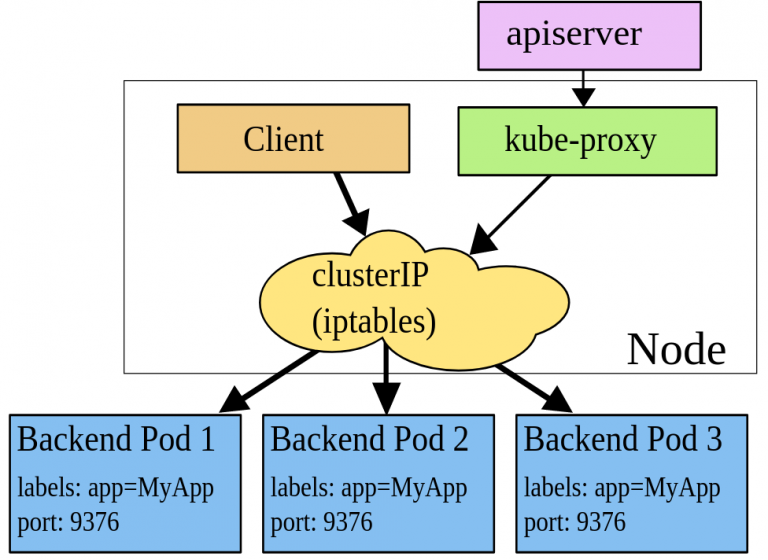 apiserver
Client
kube-proxy
clusterIP
(iptables)
Node
Backend Pod 1
labels: app=MyApp
port: 9376
Backend Pod 2
labels: app=MyApp
port: 9376
Backend Pod 3
labels: app=MyApp
port: 9376